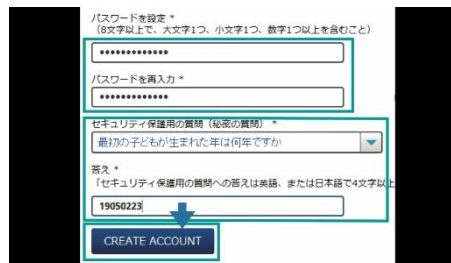 パスワードを設定 *
（8文字以上で、大文字1つ、小文字1つ、数字1つ以上を含むこと）
•••••••••••••
パスワードを再入力 *
•••••••••••••
セキュリティ保護用の質問（秘密の質問） *
最初の子どもが生まれた年は何年ですか
答え *
「セキュリティ保護用の質問への答えは英語、または日本語で4文字以上
19050223
CREATE ACCOUNT